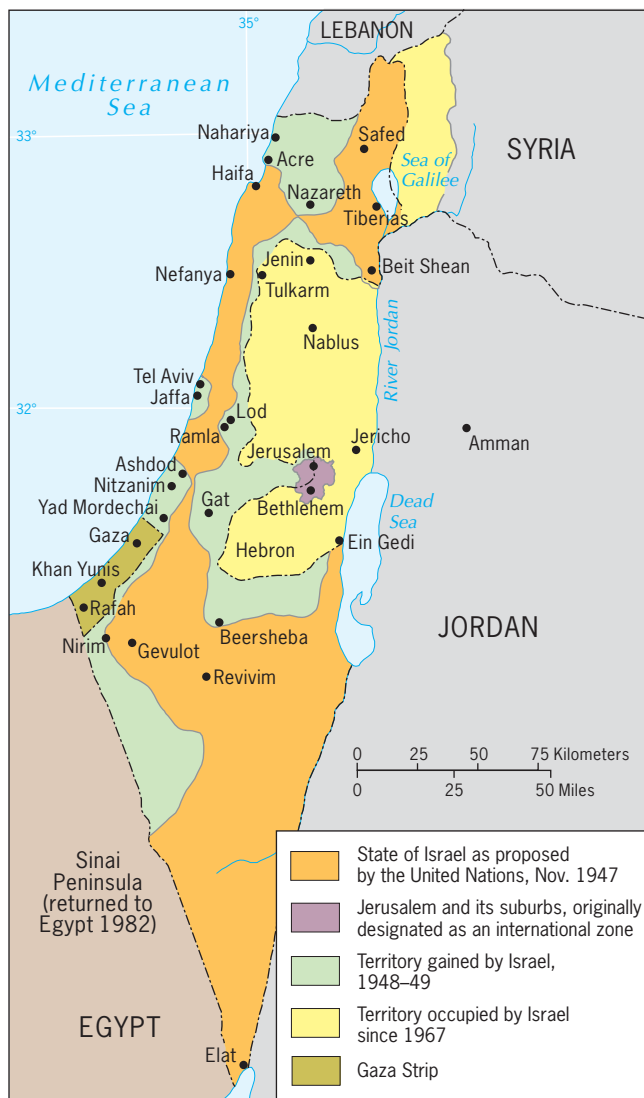 35°
LEBANON
Mediterranean
Sea
33°
Nahariya
Safed
SYRIA
Acre
Sea of
Galilee
Haifa
Nazareth
Tiberias
Jenin
Beit Shean
Nefanya
Tulkarm
River Jordan
Nablus
Tel Aviv
Jaffa
32°
Lod
Ramla
Jericho
Amman
Jerusalem
Ashdod
Nitzanim
Gat
Bethlehem
Dead
Sea
Yad Mordechai
Gaza
Hebron
Ein Gedi
Khan Yunis
Rafah
Beersheba
JORDAN
Nirim
Gevulot
Revivim
0 25 50 75 Kilometers
0 25 50 Miles
Sinai
Peninsula
(returned to
Egypt 1982)
EGYPT
Elat
State of Israel as proposed
by the United Nations, Nov. 1947
Jerusalem and its suburbs, originally
designated as an international zone
Territory gained by Israel,
1948–49
Territory occupied by Israel
since 1967
Gaza Strip